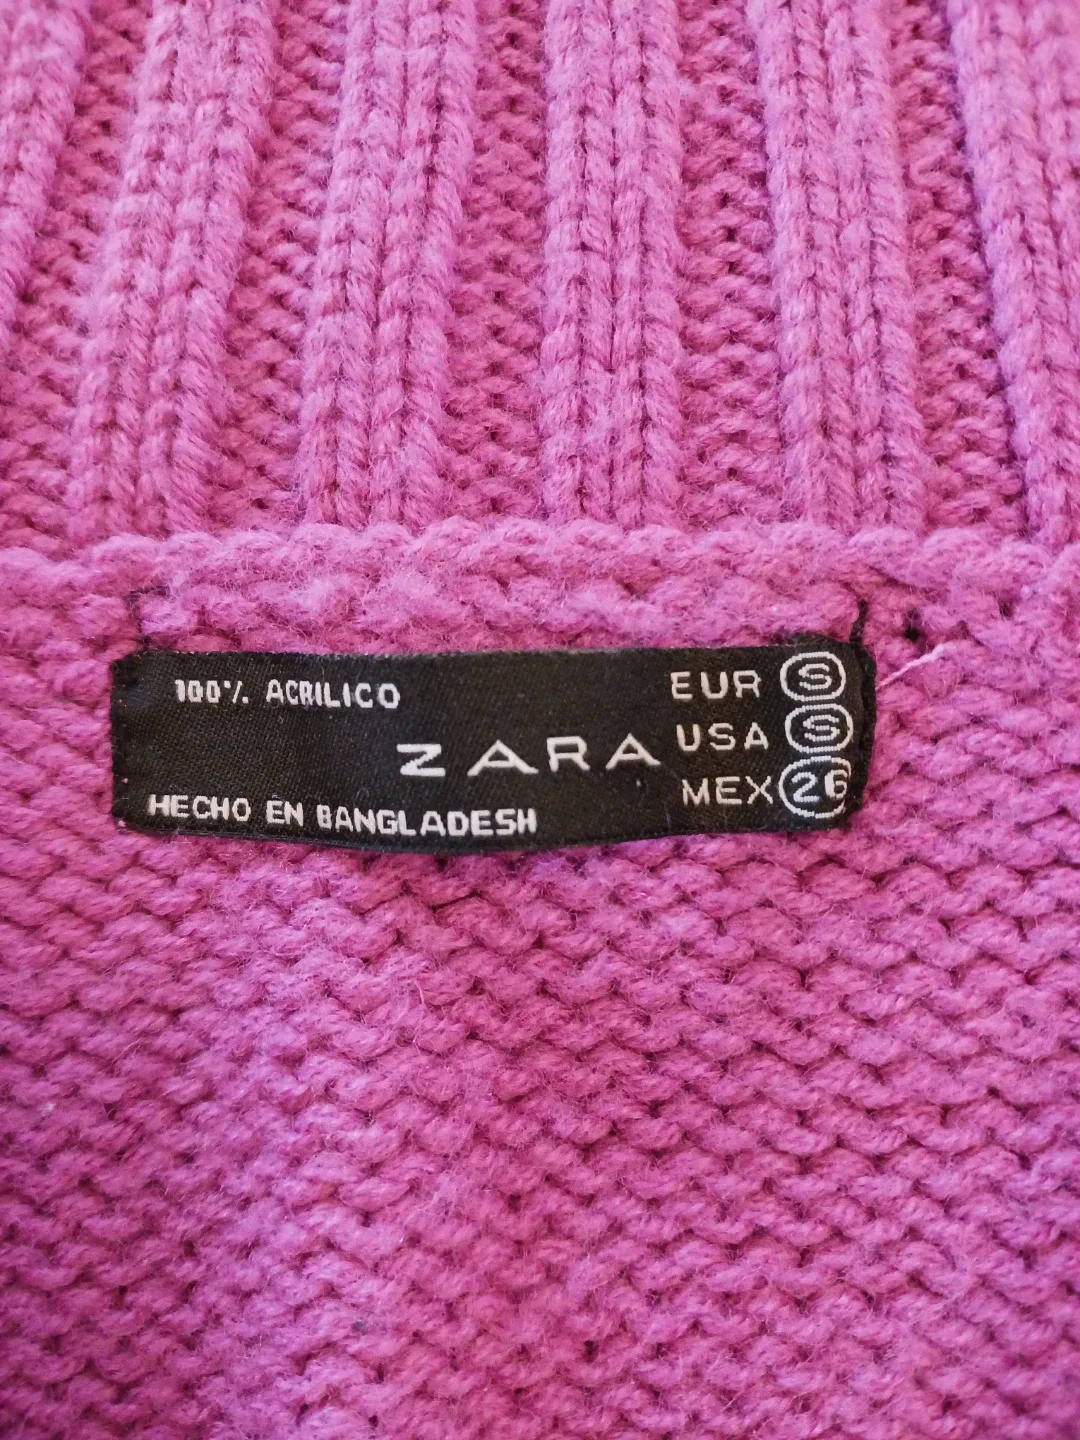 100% ACRILICO
ZARA
HECHO EN BANGLADESH
EUR S
USA S
MEX 26